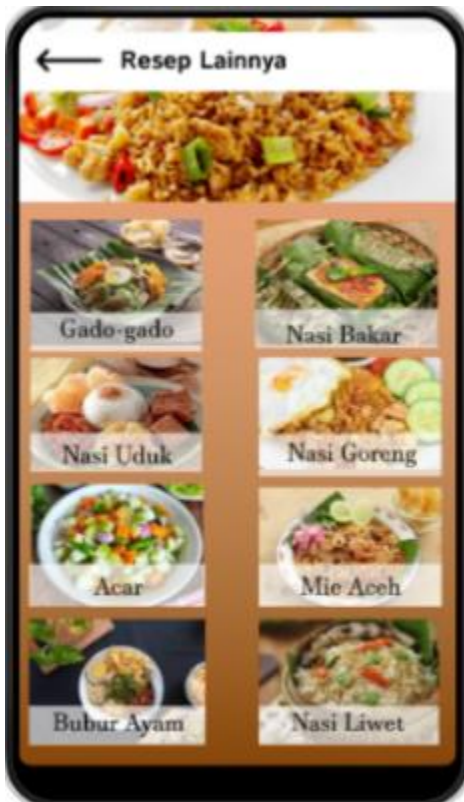 Resep Lainnya
Gado-gado
Nasi Bakar
Nasi Uduk
Nasi Goreng
Acar
Mie Aceh
Bubur Ayam
Nasi Liwet